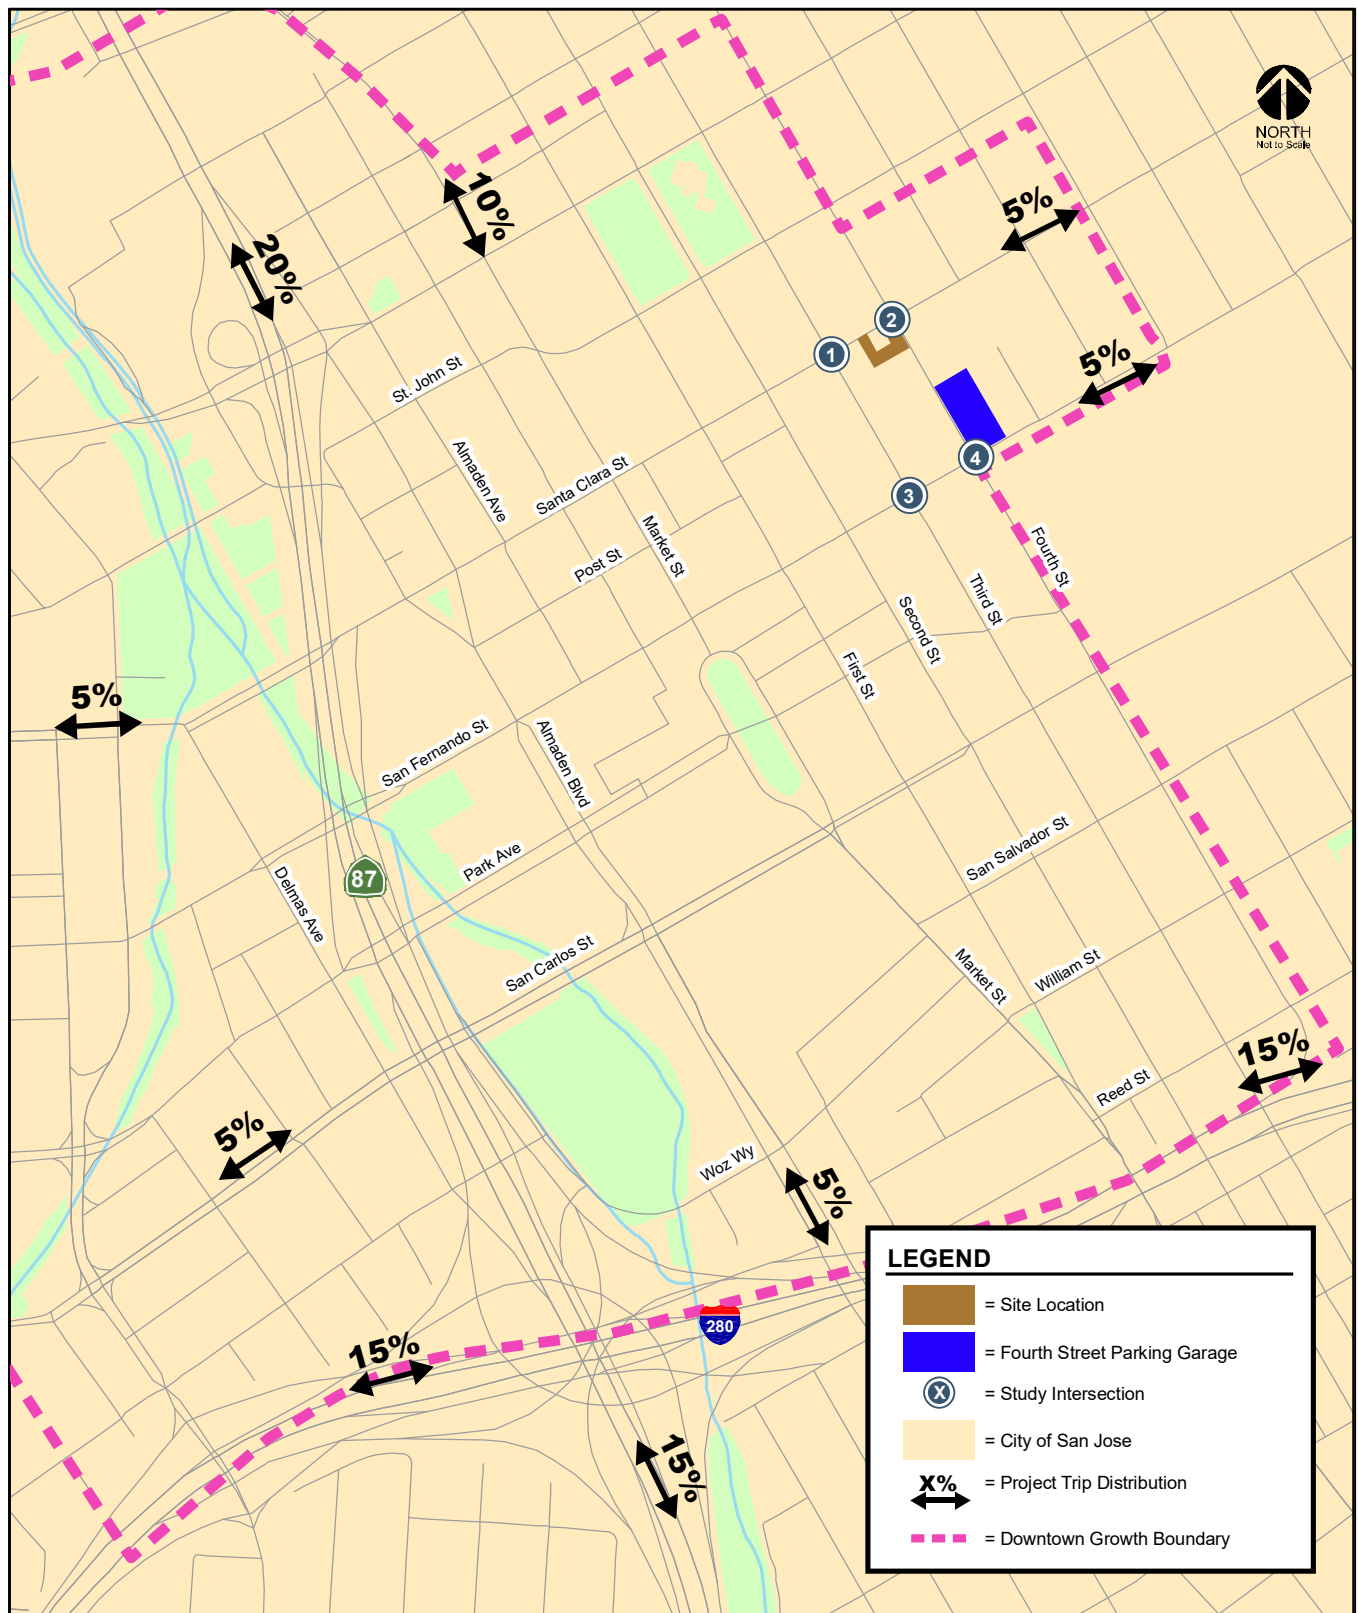 NORTH
Not to Scale
10%
5%
20%
2
1
5%
St. John St
4
Almaden Ave
Santa Clara St
3
Market St
Post St
Fourth St
Third St
Second St
First St
5%
San Fernando St
Almaden Blvd
San Salvador St
Park Ave
87
Delmas Ave
San Carlos St
Market St
William St
15%
Reed St
5%
Woz Wy
5%
280
15%
15%
LEGEND
= Site Location
= Fourth Street Parking Garage
X = Study Intersection
= City of San Jose
X% = Project Trip Distribution
= Downtown Growth Boundary